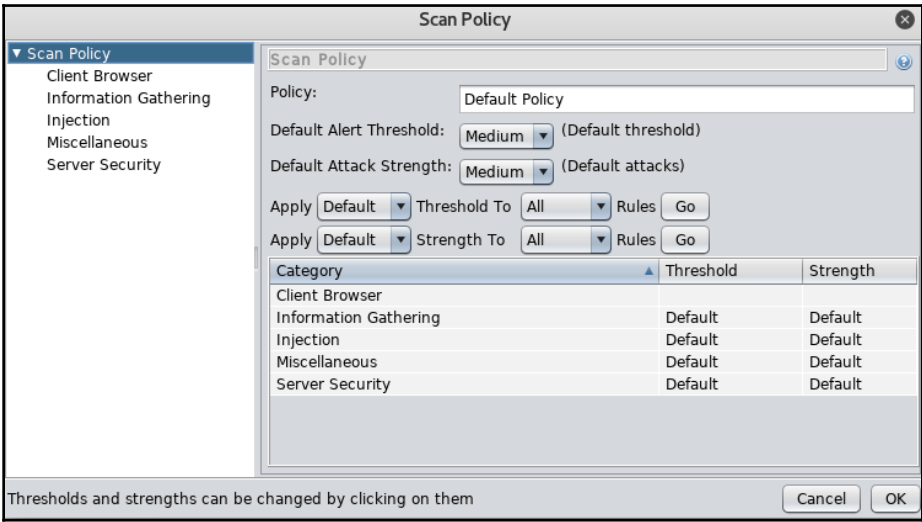 Scan Policy
Scan Policy
Client Browser
Information Gathering
Injection
Miscellaneous
Server Security
Scan Policy
Policy: Default Policy
Default Alert Threshold: Medium (Default threshold)
Default Attack Strength: Medium (Default attacks)
Apply Default Threshold To All Rules Go
Apply Default Strength To All Rules Go
Category Threshold Strength
Client Browser
Information Gathering Default Default
Injection Default Default
Miscellaneous Default Default
Server Security Default Default
Thresholds and strengths can be changed by clicking on them Cancel OK